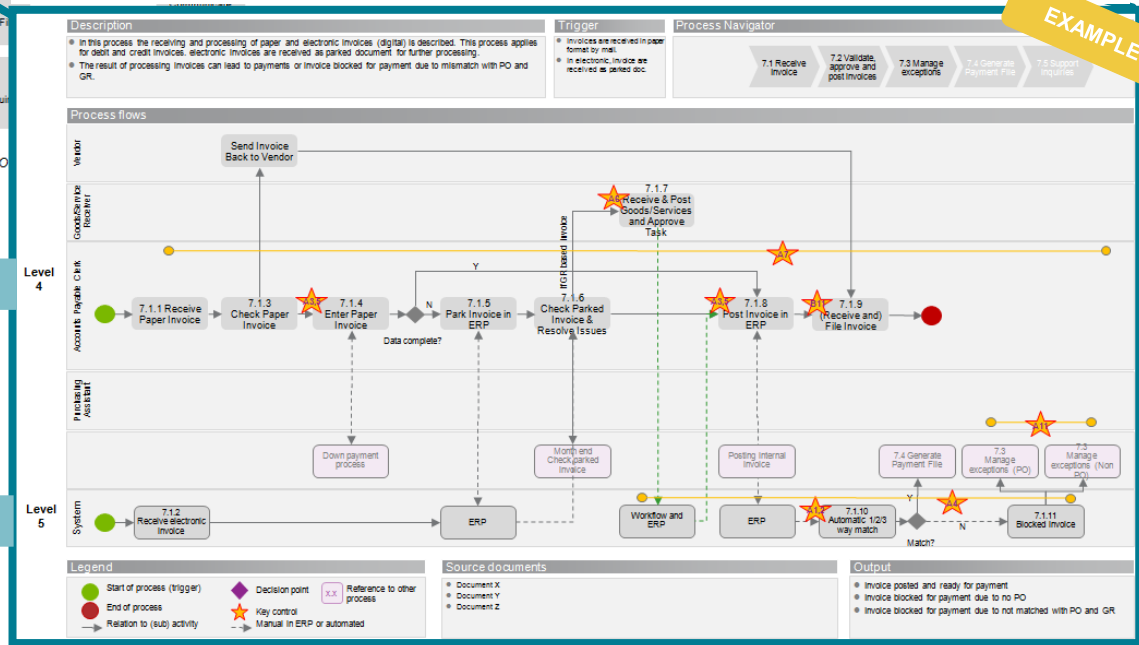 EXAMPLE
Description
In this process the receiving and processing of paper and electronic invoices (digital) is described. This process applies
for debit and credit invoices. electronic invoices are received as parked document for further processing.
The result of processing invoices can lead to payments or invoice blocked for payment due to mismatch with PO and
GR.
Trigger
Invoices are received in paper
format by mail.
In electronic, invoice are
received as parked doc.
Process Navigator
7.1 Receive
Invoice
7.2 Validate,
approve and
post invoices
7.3 Manage
exceptions
7.4 Generate
Payment File
7.5 Support
Inquiries
Process flows
Vendor
Send Invoice
Back to Vendor
Goods/Service
Receiver
A6
7.1.7
Receive & Post
Goods/Services
and Approve
Task
If GR based invoice
A7
Level
4
Accounts Payable Clerk
Y
7.1.1 Receive
Paper Invoice
7.1.3
Check Paper
Invoice
7.1.4
Enter Paper
Invoice
N
Data complete?
7.1.5
Park Invoice in
ERP
7.1.6
Check Parked
Invoice &
Resolve Issues
7.1.8
Post Invoice in
ERP
7.1.9
(Receive and)
File Invoice
Purchasing
Assistant
A11
Down payment
process
Month end
Check parked
Invoice
Posting Internal
Invoice
7.4 Generate
Payment File
7.3
Manage
exceptions (PO)
7.3
Manage
exceptions (Non
PO)
Level
5
System
7.1.2
Receive electronic
Invoice
ERP
Workflow and
ERP
ERP
7.1.10
Automatic 1/2/3
way match
Y
Match?
A4
N
7.1.11
Blocked Invoice
Legend
Start of process (trigger)
End of process
Relation to (sub) activity
Decision point
Key control
Manual in ERP or automated
x.x
Reference to other
process
Source documents
Document X
Document Y
Document Z
Output
Invoice posted and ready for payment
Invoice blocked for payment due to no PO
Invoice blocked for payment due to not matched with PO and GR